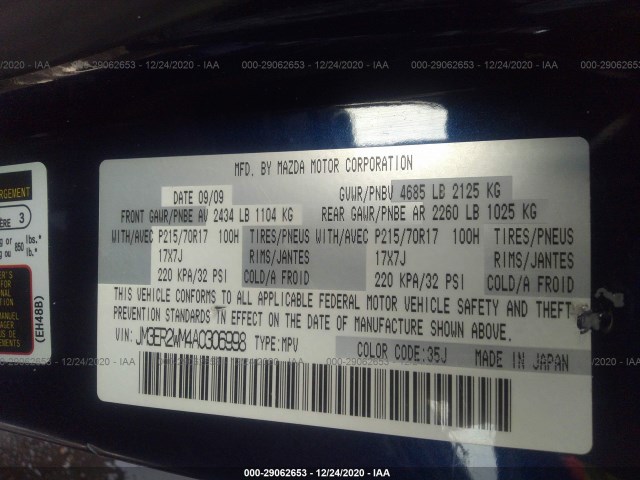 000-29062653 - 12/24/2020 - IAA
MFD. BY MAZDA MOTOR CORPORATION
DATE 09/09
GVWR/PNBV 4685 LB 2125 KG
FRONT GAWR/PNBE AV 2434 LB 1104 KG
REAR GAWR/PNBE AR 2260 LB 1025 KG
WITH/AVEC P215/70R17 100H TIRES/PNEUS
17X7J RIMS/JANTES
220 KPA/32 PSI COLD/A FROID
WITH/AVEC P215/70R17 100H TIRES/PNEUS
17X7J RIMS/JANTES
220 KPA/32 PSI COLD/A FROID
THIS VEHICLE CONFORMS TO ALL APPLICABLE FEDERAL MOTOR VEHICLE SAFETY AND THEFT
PREVENTION STANDARDS IN EFFECT ON THE DATE OF MANUFACTURE SHOWN ABOVE.
VIN: JM3ER2WM4A0306998 TYPE:MPV
COLOR CODE:35J MADE IN JAPAN
(EH48B)
3
850 lbs.
000-29062653 - 12/24/2020 - IAA